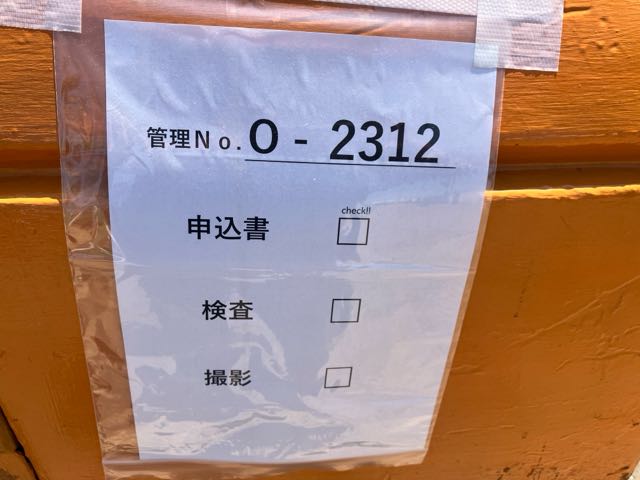 管理No. O - 2312
check!!
申込書 □
検査 □
撮影 □